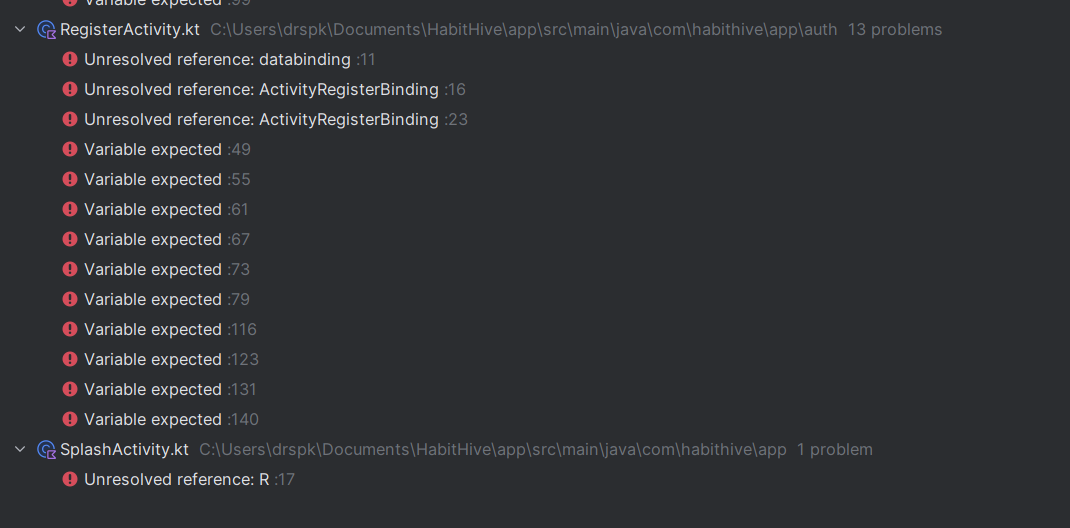 Variable expected :99
RegisterActivity.kt C:\Users\drspk\Documents\HabitHive\app\src\main\java\com\habithive\app\auth 13 problems
Unresolved reference: databinding :11
Unresolved reference: ActivityRegisterBinding :16
Unresolved reference: ActivityRegisterBinding :23
Variable expected :49
Variable expected :55
Variable expected :61
Variable expected :67
Variable expected :73
Variable expected :79
Variable expected :116
Variable expected :123
Variable expected :131
Variable expected :140
SplashActivity.kt C:\Users\drspk\Documents\HabitHive\app\src\main\java\com\habithive\app 1 problem
Unresolved reference: R :17